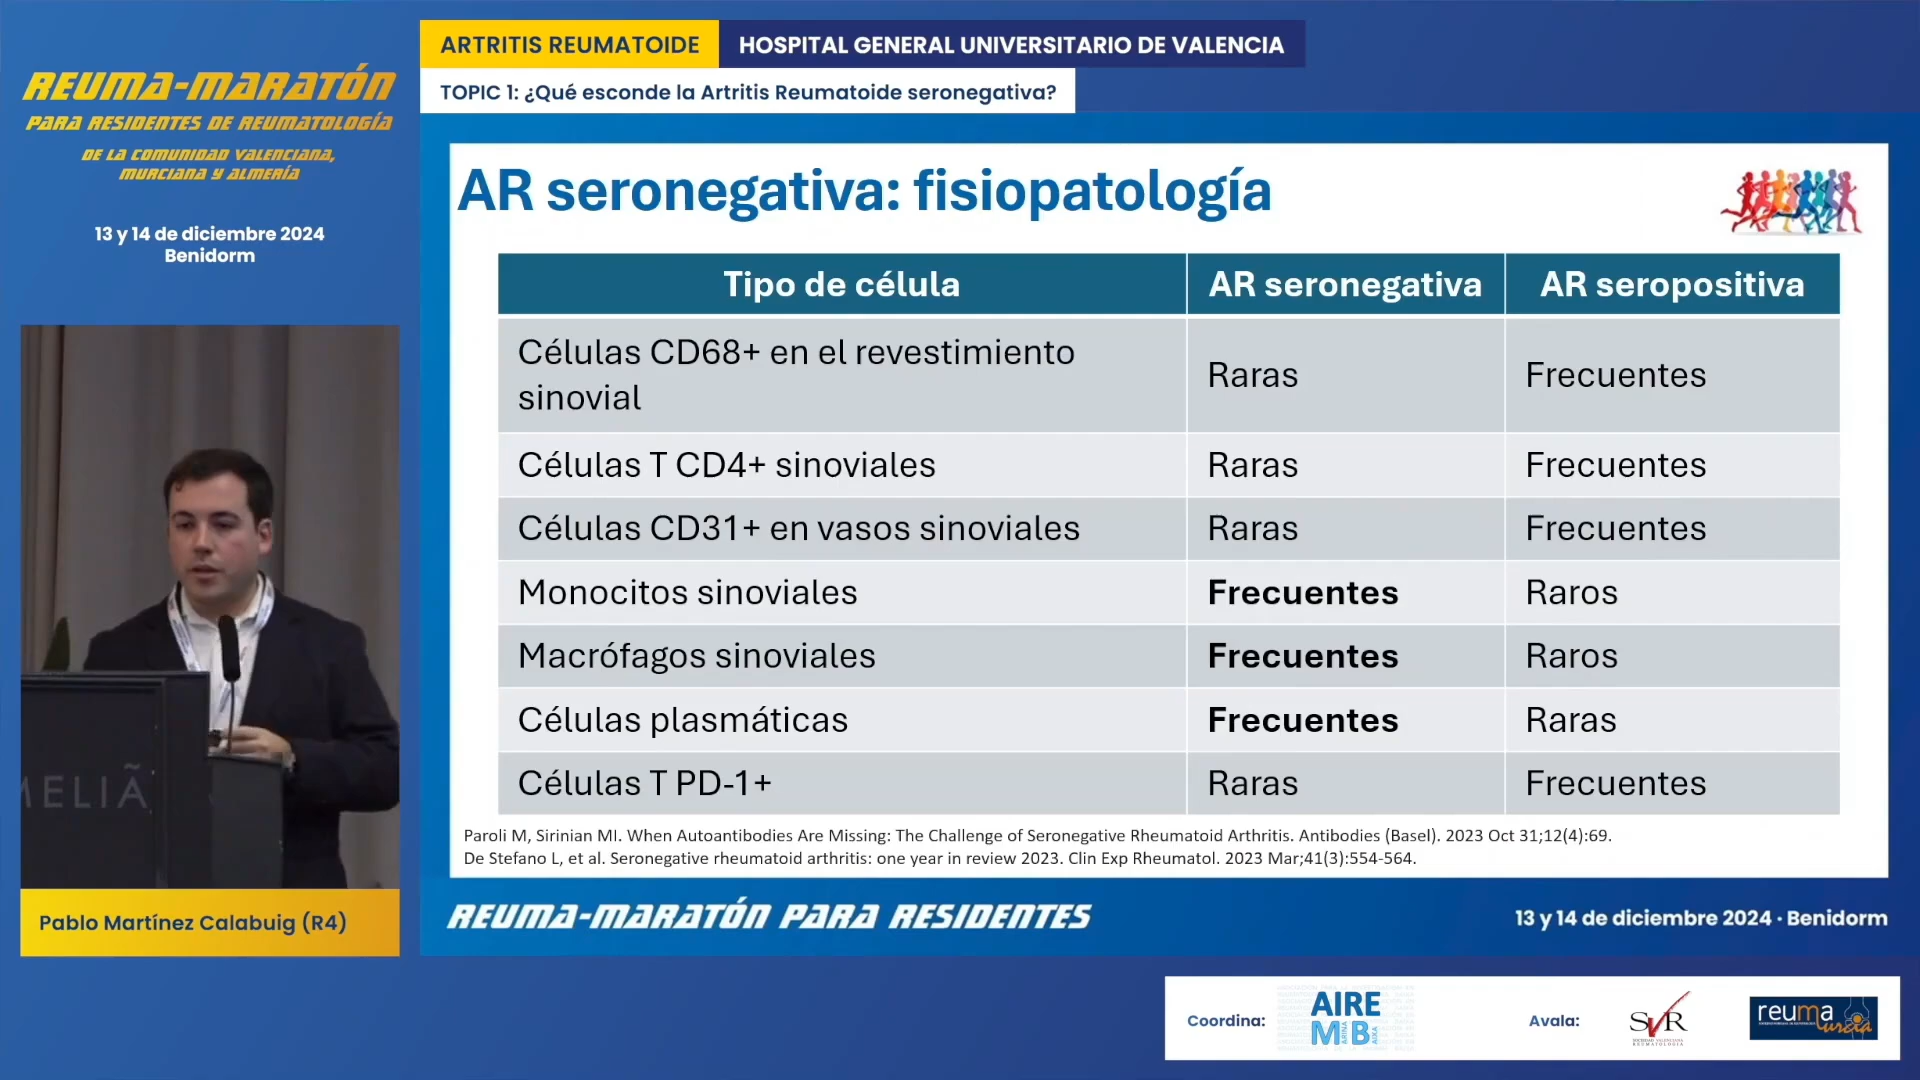 REUMA-MARATÓN
PARA RESIDENTES DE REUMATOLOGÍA
DE LA COMUNIDAD VALENCIANA,
MURCIANA Y ALMERÍA
13 y 14 de diciembre 2024
Benidorm
ARTRITIS REUMATOIDE HOSPITAL GENERAL UNIVERSITARIO DE VALENCIA
TOPIC 1: ¿Qué esconde la Artritis Reumatoide seronegativa?
AR seronegativa: fisiopatología
Tipo de célula AR seronegativa AR seropositiva
Células CD68+ en el revestimiento
sinovial Raras Frecuentes
Células T CD4+ sinoviales Raras Frecuentes
Células CD31+ en vasos sinoviales Raras Frecuentes
Monocitos sinoviales Frecuentes Raros
Macrófagos sinoviales Frecuentes Raros
Células plasmáticas Frecuentes Raras
Células T PD-1+ Raras Frecuentes
Paroli M, Sirinian MI. When Autoantibodies Are Missing: The Challenge of Seronegative Rheumatoid Arthritis. Antibodies (Basel). 2023 Oct 31;12(4):69.
De Stefano L, et al. Seronegative rheumatoid arthritis: one year in review 2023. Clin Exp Rheumatol. 2023 Mar;41(3):554-564.
MELIÃ
Pablo Martínez Calabuig (R4)
REUMA-MARATÓN PARA RESIDENTES
13 y 14 de diciembre 2024 · Benidorm
Coordina:
AIRE
MB
Avala:
SVR
SOCIEDAD VALENCIANA
REUMATOLOGÍA
reuma
urcia